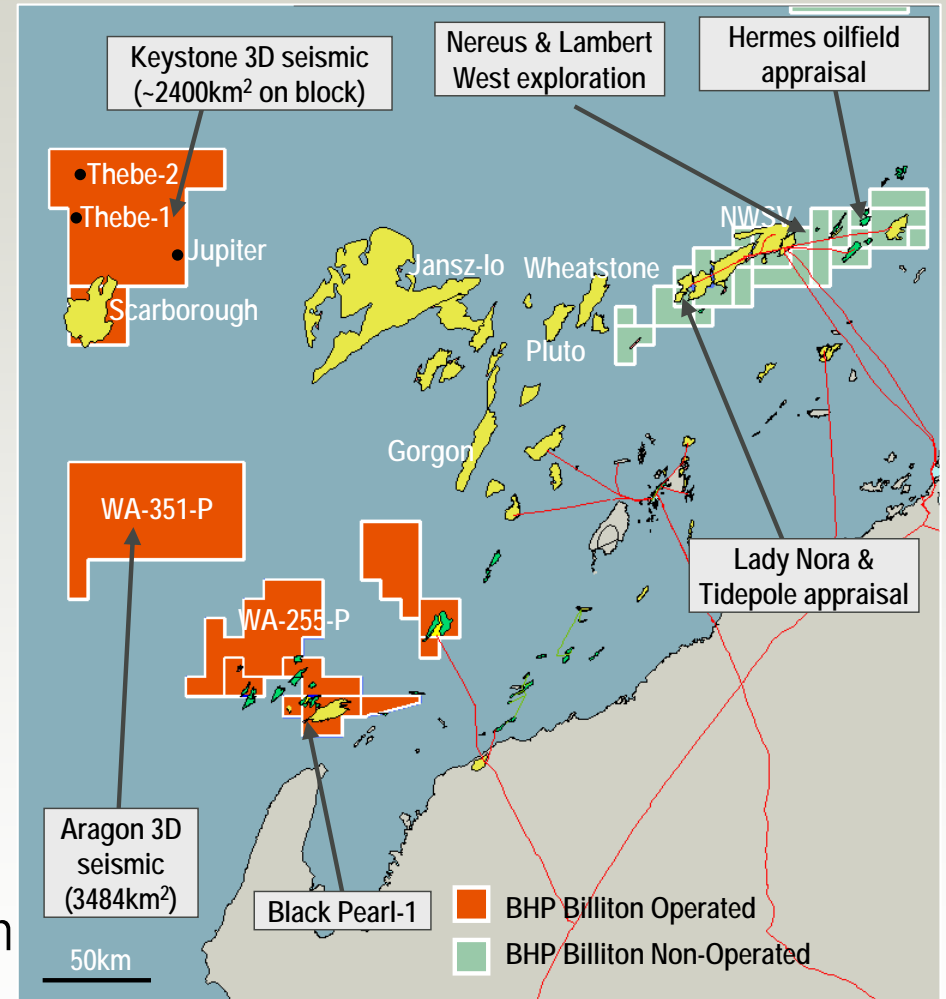 Keystone 3D seismic
(~2400km² on block)
Nereus & Lambert
West exploration
Hermes oilfield
appraisal
Thebe-2
Thebe-1
Jupiter
Scarborough
NWSV
Jansz-Io
Wheatstone
Pluto
Gorgon
WA-351-P
Lady Nora &
Tidepole appraisal
WA-255-P
Aragon 3D
seismic
(3484km²)
Black Pearl-1
BHP Billiton Operated
BHP Billiton Non-Operated
50km